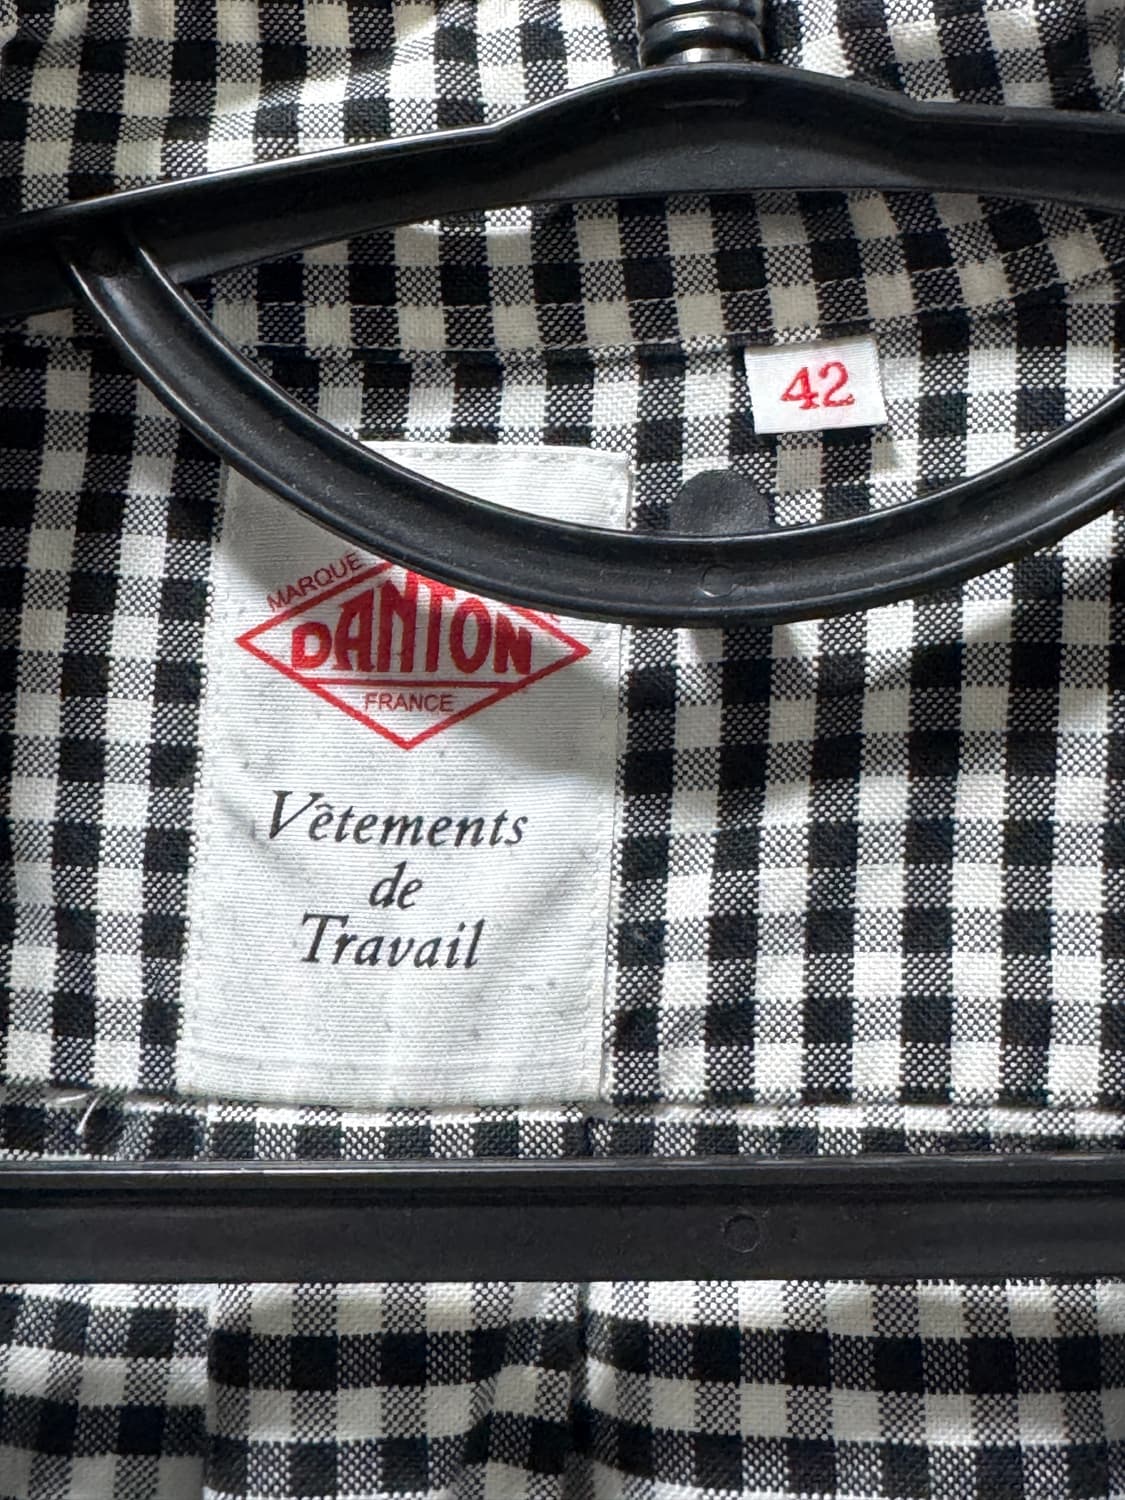 42
MARQUE
DANTON
FRANCE
Vêtements
de
Travail